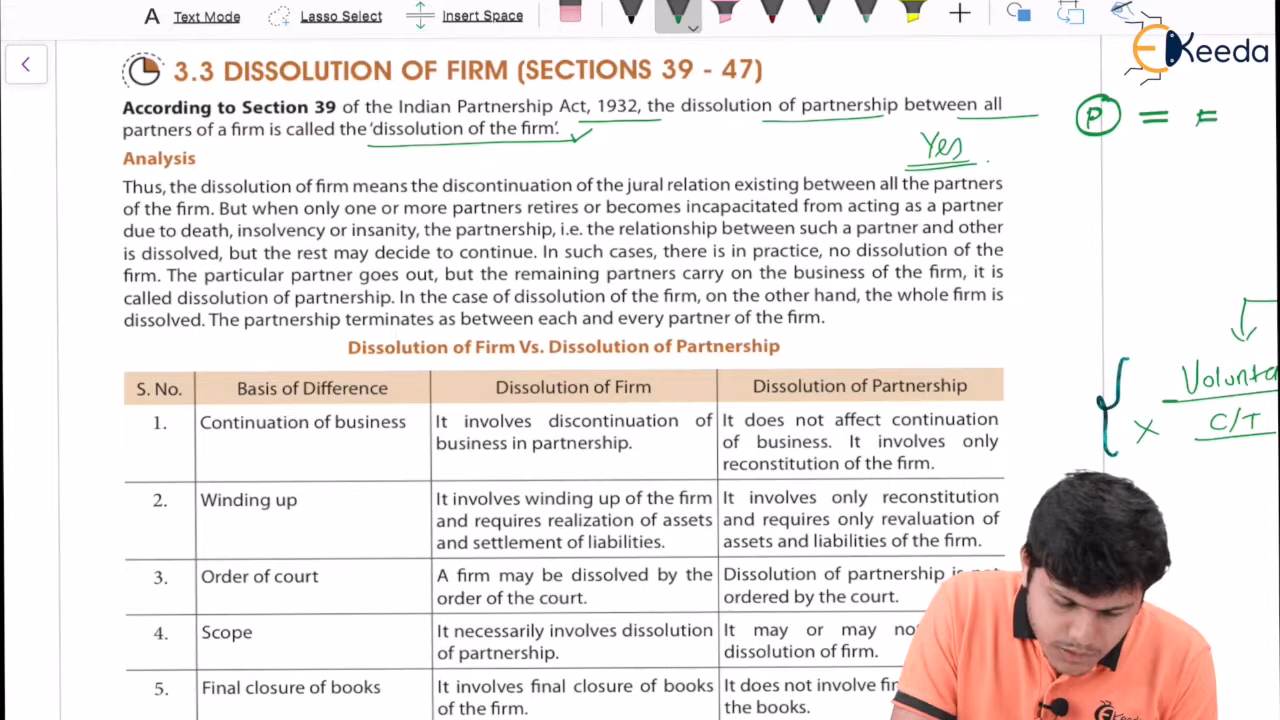 A Text Mode Lasso Select Insert Space
EKeeda
3.3 DISSOLUTION OF FIRM (SECTIONS 39 - 47)
According to Section 39 of the Indian Partnership Act, 1932, the dissolution of partnership between all
partners of a firm is called the 'dissolution of the firm'.
P = =
Yes
Analysis
Thus, the dissolution of firm means the discontinuation of the jural relation existing between all the partners
of the firm. But when only one or more partners retires or becomes incapacitated from acting as a partner
due to death, insolvency or insanity, the partnership, i.e. the relationship between such a partner and other
is dissolved, but the rest may decide to continue. In such cases, there is in practice, no dissolution of the
firm. The particular partner goes out, but the remaining partners carry on the business of the firm, it is
called dissolution of partnership. In the case of dissolution of the firm, on the other hand, the whole firm is
dissolved. The partnership terminates as between each and every partner of the firm.
Dissolution of Firm Vs. Dissolution of Partnership
S. No. Basis of Difference Dissolution of Firm Dissolution of Partnership
1. Continuation of business It involves discontinuation of It does not affect continuation
business in partnership. of business. It involves only
reconstitution of the firm.
2. Winding up It involves winding up of the firm It involves only reconstitution
and requires realization of assets and requires only revaluation of
and settlement of liabilities. assets and liabilities of the firm.
3. Order of court A firm may be dissolved by the Dissolution of partnership is
order of the court. ordered by the court.
4. Scope It necessarily involves dissolution It may or may
of partnership. dissolution of firm.
5. Final closure of books It involves final closure of books It does not involve
of the firm. the books.
Volunta
X C/T